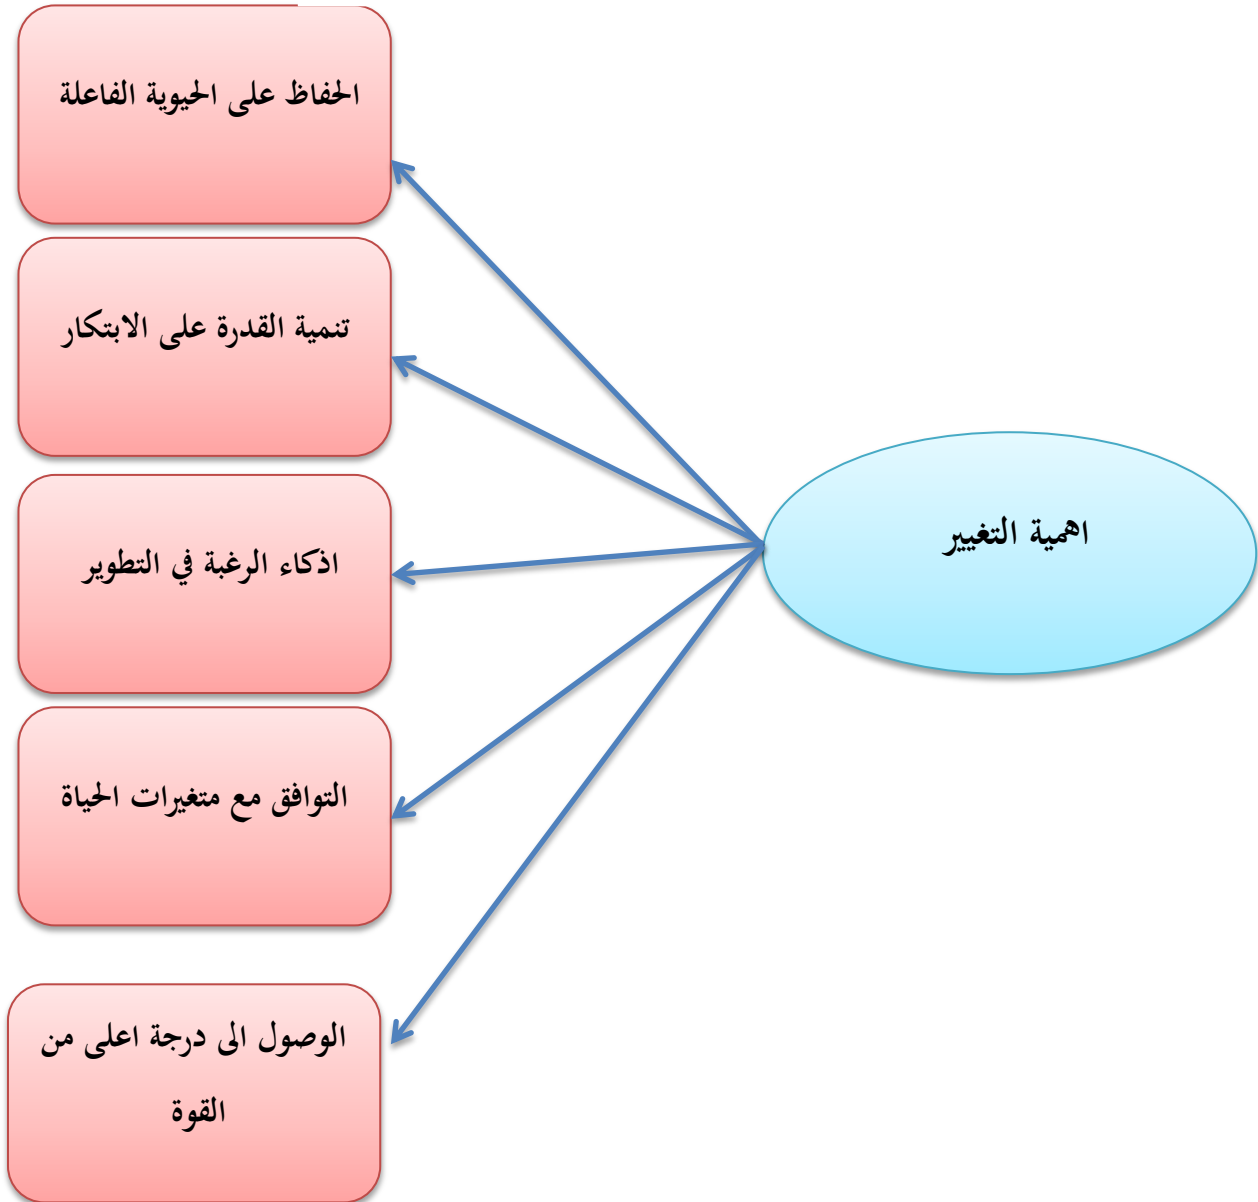 اهمية التغيير
الحفاظ على الحيوية الفاعلة
تنمية القدرة على الابتكار
اذكاء الرغبة في التطوير
التوافق مع متغيرات الحياة
الوصول الى درجة اعلى من
القوة